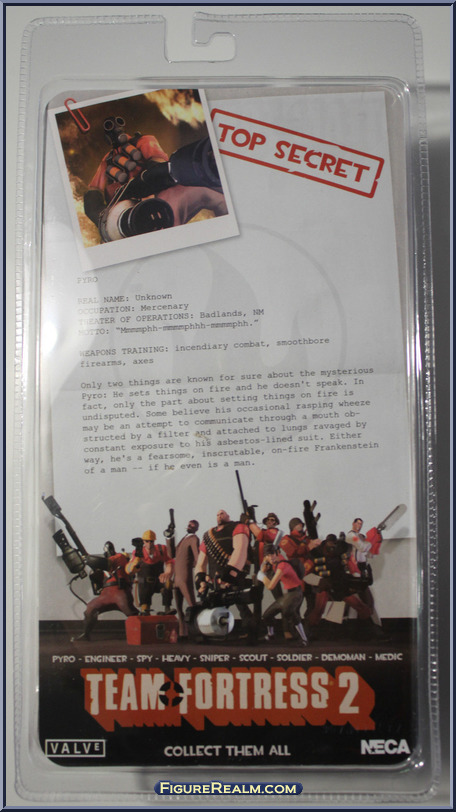 TOP SECRET
PYRO
REAL NAME: Unknown
OCCUPATION: Mercenary
THEATER OF OPERATIONS: Badlands, NM
MOTTO: "Mmmmphh-mmmmphhh-mmmmphh."
WEAPONS TRAINING: incendiary combat, smoothbore
firearms, axes
Only two things are known for sure about the mysterious
Pyro: He sets things on fire and he doesn't speak. In
fact, only the part about setting things on fire is
undisputed. Some believe his occasional rasping wheeze
may be an attempt to communicate through a mouth ob-
structed by a filter and attached to lungs ravaged by
constant exposure to his asbestos-lined suit. Either
way, he's a fearsome, inscrutable, on-fire Frankenstein
of a man -- if he even is a man.
PYRO - ENGINEER - SPY - HEAVY - SNIPER - SCOUT - SOLDIER - DEMOMAN - MEDIC
TEAM FORTRESS 2
VALVE
COLLECT THEM ALL
NECA
FIGUREREALM.COM